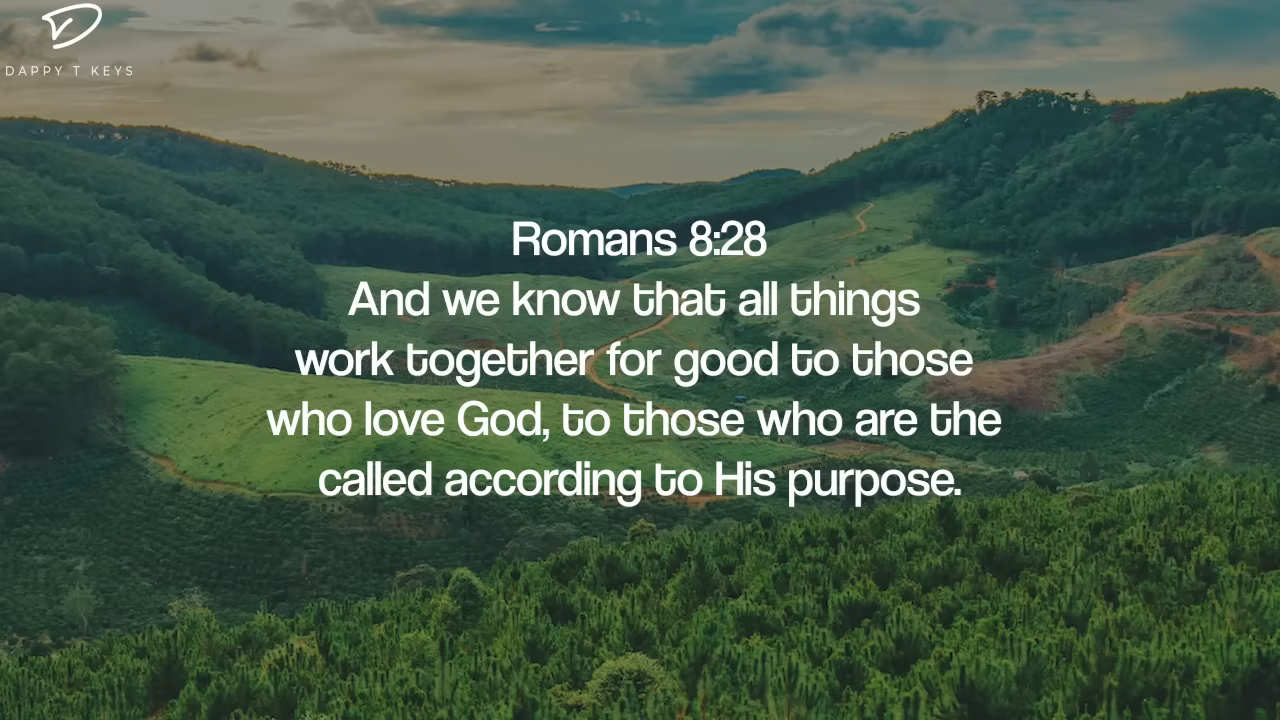 DAPPY T KEYS
Romans 8:28
And we know that all things
work together for good to those
who love God, to those who are the
called according to His purpose.